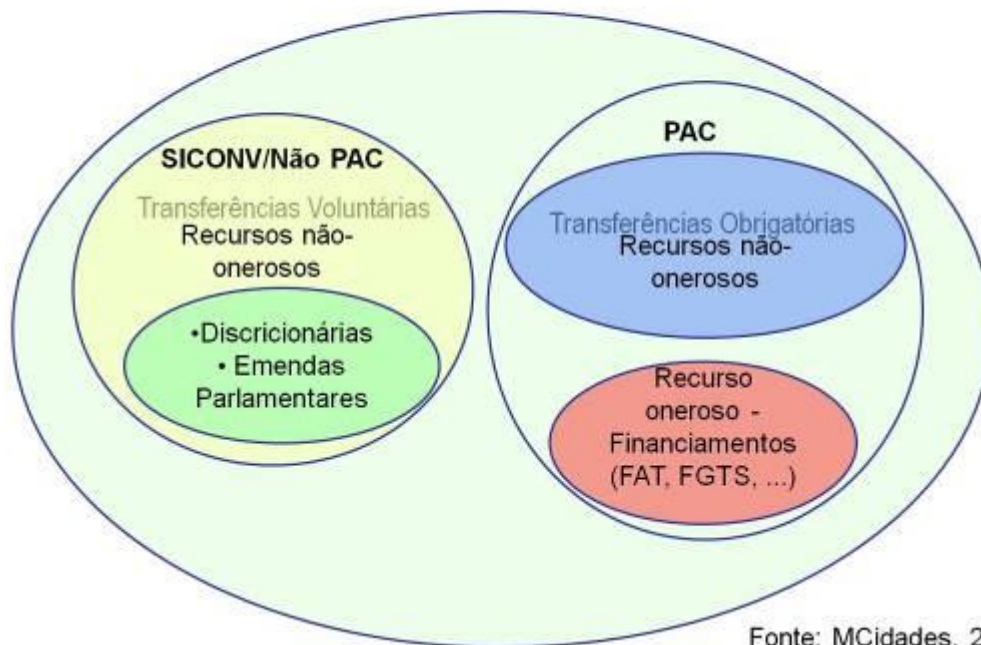 SICONV/Não PAC
Transferências Voluntárias
Recursos não-
onerosos
•Discricionárias
• Emendas
Parlamentares
PAC
Transferências Obrigatórias
Recursos não-
onerosos
Recurso
oneroso -
Financiamentos
(FAT, FGTS, ...)
Fonte: MCidades, 2